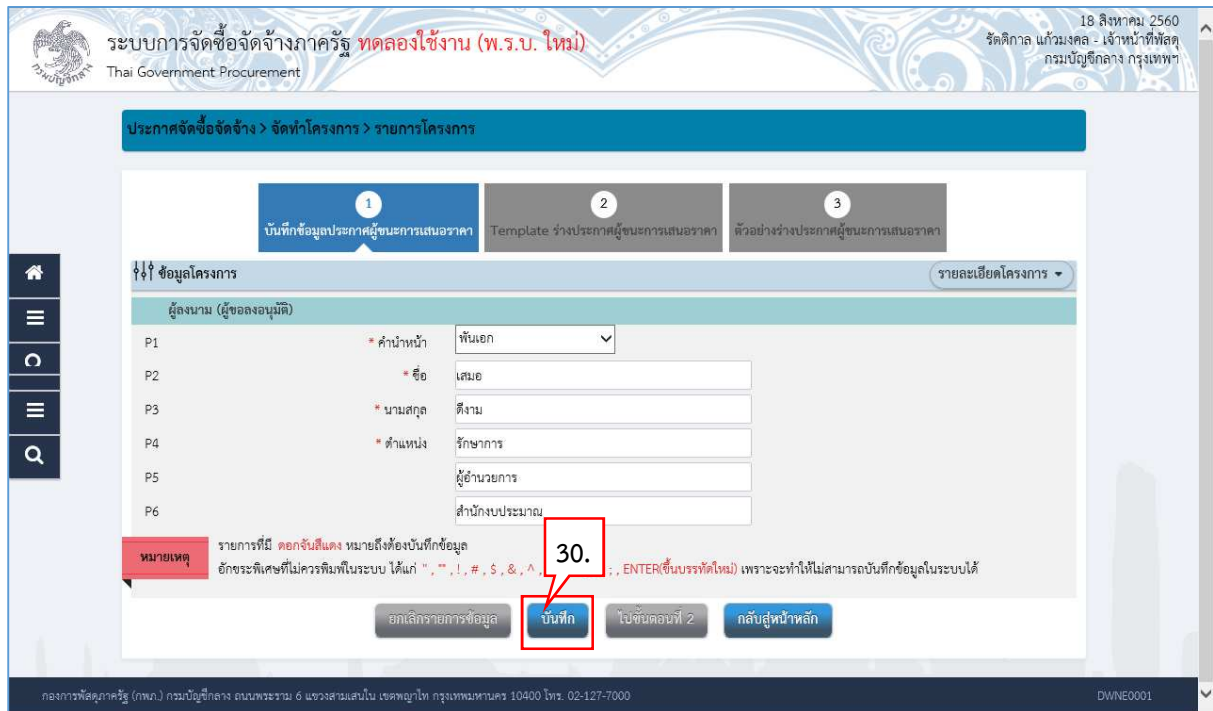 18 สิงหาคม 2560
ระบบการจัดซื้อจัดจ้างภาครัฐ ทดลองใช้งาน (พ.ร.บ. ใหม่)
รัตติกาล แก้วมงคล - เจ้าหน้าที่พัสดุ
Thai Government Procurement
กรมบัญชีกลาง กรุงเทพฯ
ประกาศจัดซื้อจัดจ้าง > จัดทำโครงการ > รายการโครงการ
1
บันทึกข้อมูลประกาศผู้ชนะการเสนอราคา
2
Template ร่างประกาศผู้ชนะการเสนอราคา
3
ตัวอย่างร่างประกาศผู้ชนะการเสนอราคา
ข้อมูลโครงการ
รายละเอียดโครงการ
ผู้ลงนาม (ผู้ขอลงอนุมัติ)
P1 * คำนำหน้า พันเอก
P2 * ชื่อ เสมอ
P3 * นามสกุล ดีงาม
P4 * ตำแหน่ง รักษาการ
P5 ผู้อำนวยการ
P6 สำนักงบประมาณ
หมายเหตุ
รายการที่มี ดอกจันสีแดง หมายถึงต้องบันทึกข้อมูล
อักขระพิเศษที่ไม่ควรพิมพ์ในระบบ ได้แก่ " , "" , ! , # , $ , & , ^ , ; , ENTER(ขึ้นบรรทัดใหม่) เพราะจะทำให้ไม่สามารถบันทึกข้อมูลในระบบได้
30.
ยกเลิกรายการข้อมูล บันทึก ไปขั้นตอนที่ 2 กลับสู่หน้าหลัก
กองการพัสดุภาครัฐ (กพภ.) กรมบัญชีกลาง ถนนพระราม 6 แขวงสามเสนใน เขตพญาไท กรุงเทพมหานคร 10400 โทร. 02-127-7000
DWNE0001